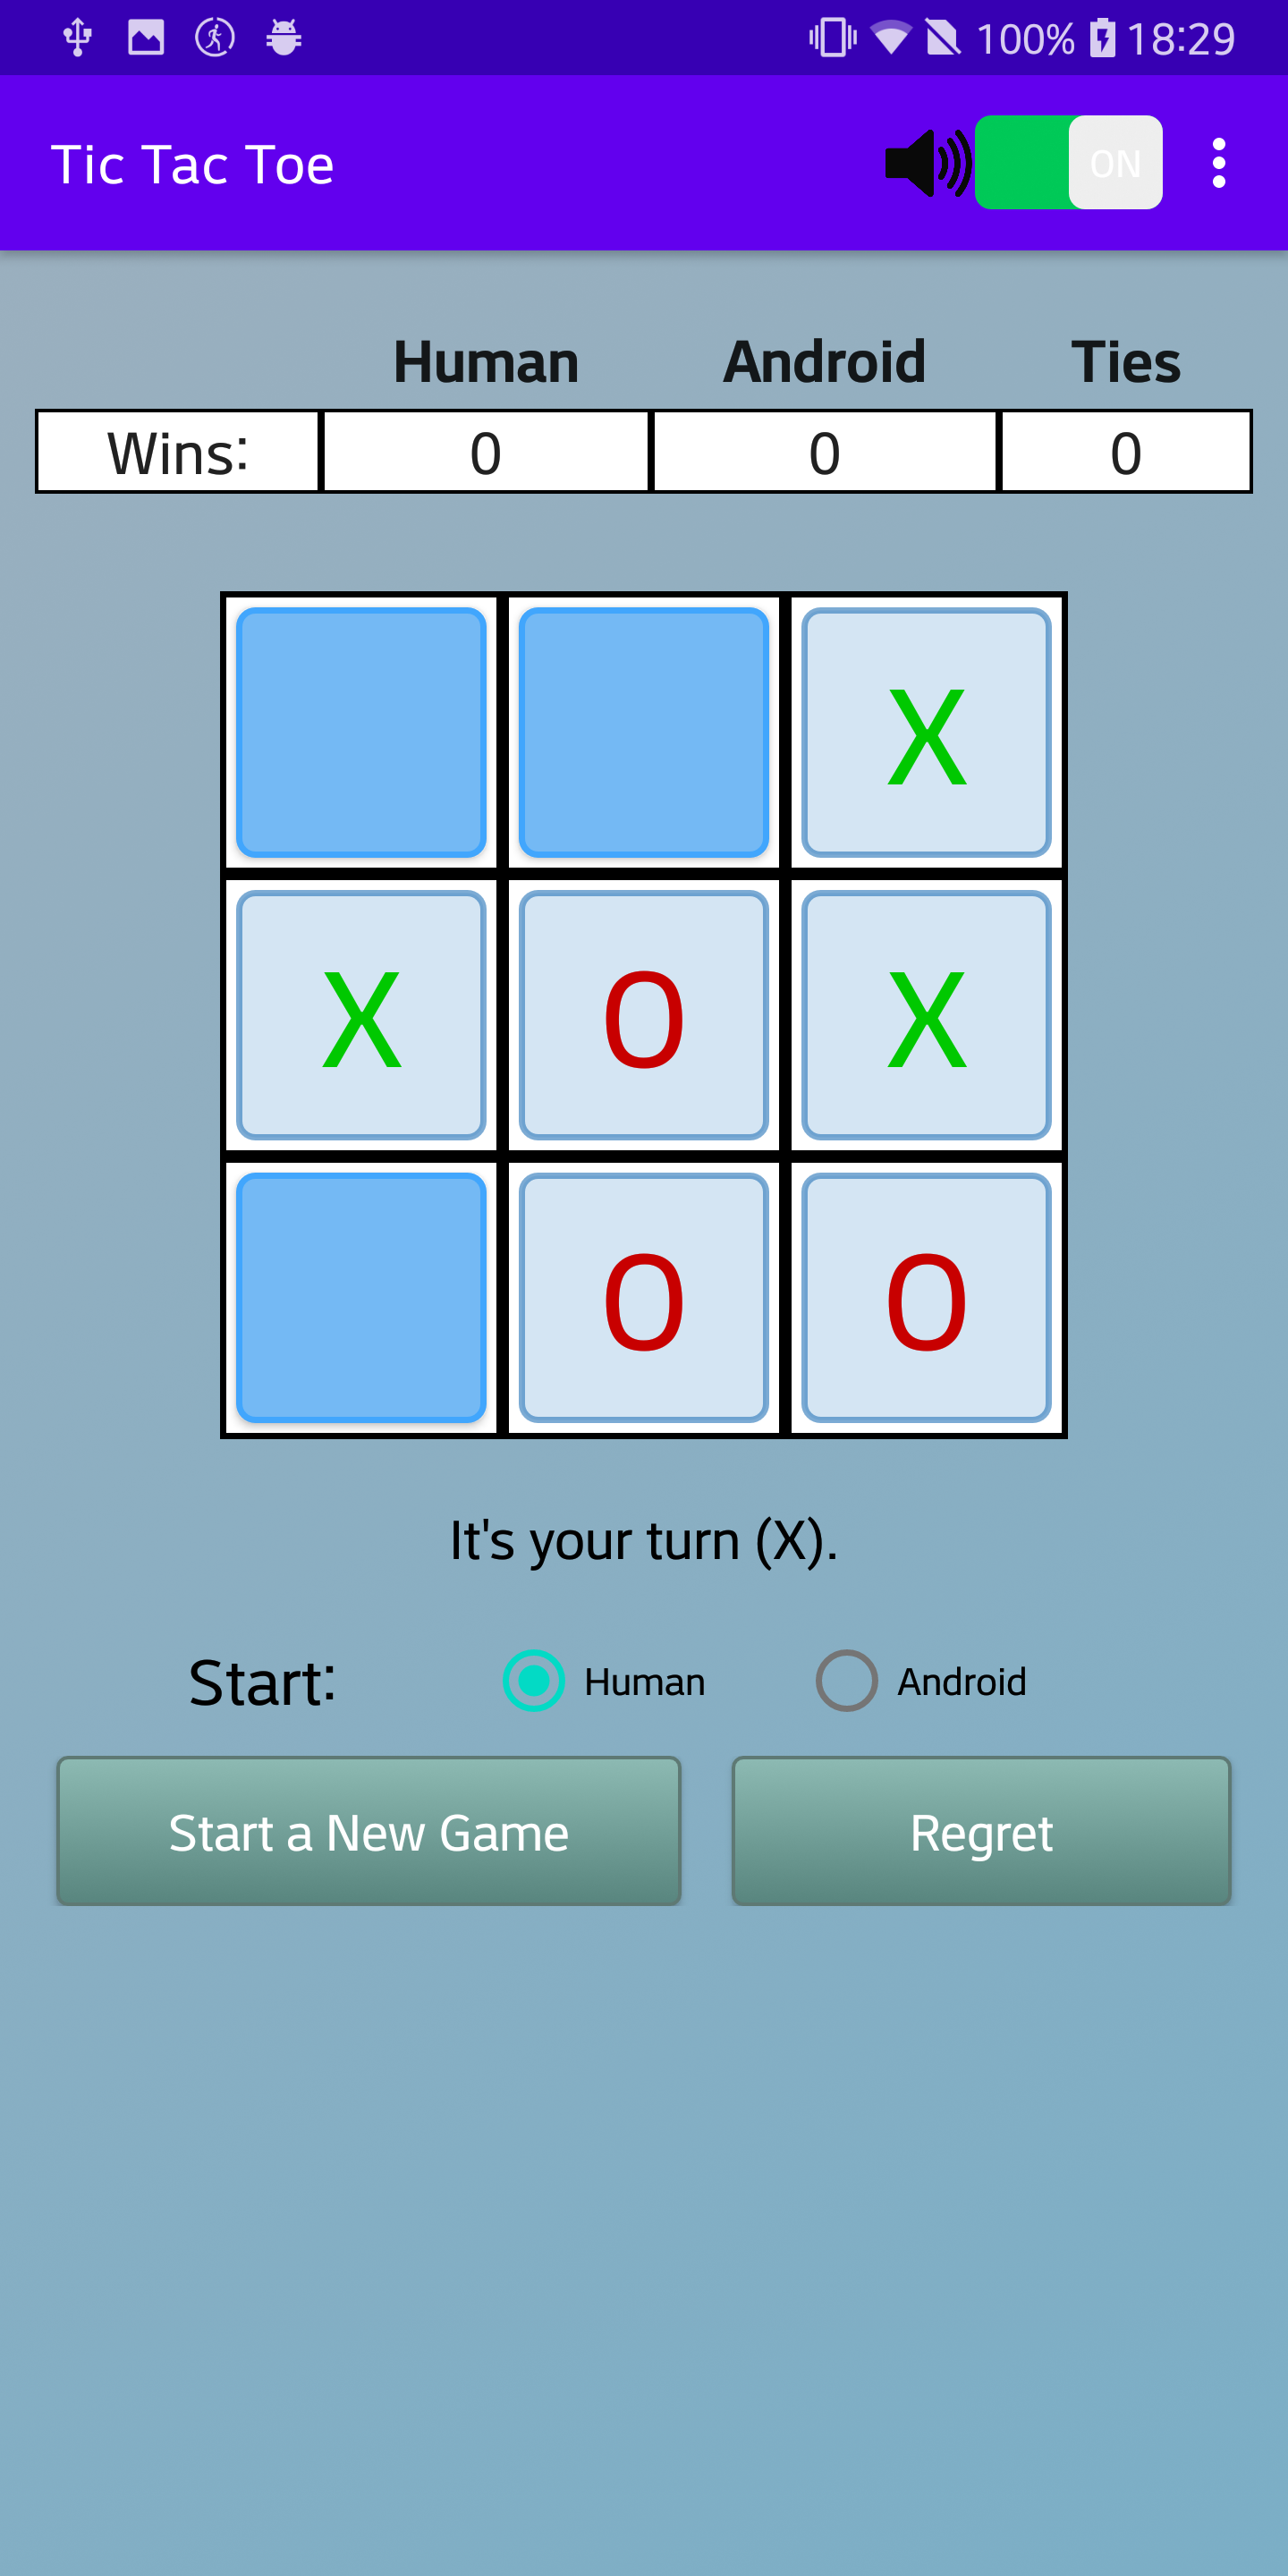 100% 18:29
Tic Tac Toe ON
Human Android Ties
Wins: 0 0 0
X
X O X
O O
It's your turn (X).
Start: Human Android
Start a New Game Regret